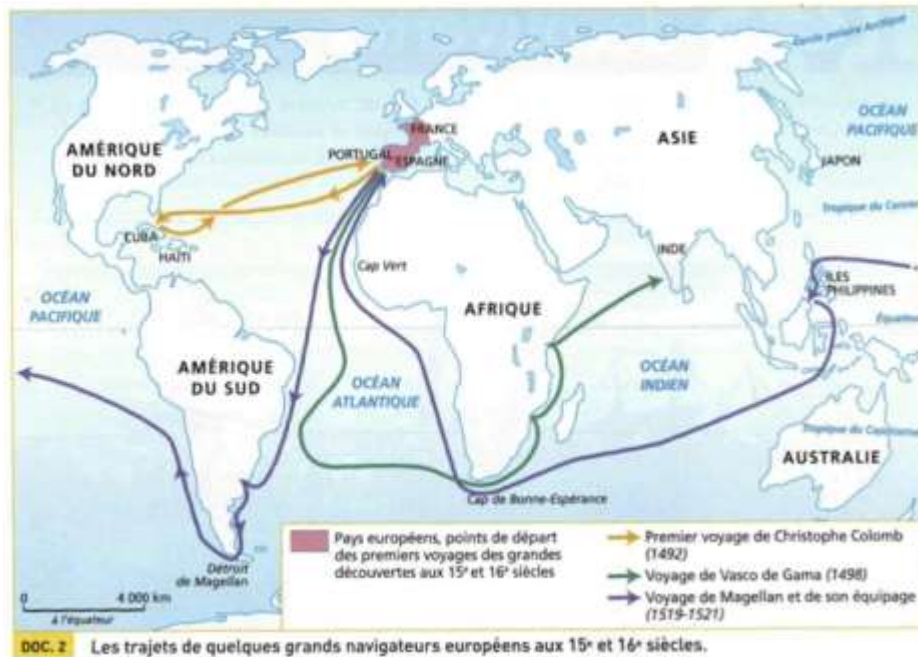 Cercle polaire Arctique
OCÉAN
PACIFIQUE
AMÉRIQUE
DU NORD
FRANCE
PORTUGAL
ESPAGNE
ASIE
JAPON
CUBA
HAÏTI
Cap Vert
INDE
ÎLES
PHILIPPINES
OCÉAN
PACIFIQUE
AFRIQUE
AMÉRIQUE
DU SUD
OCÉAN
ATLANTIQUE
OCÉAN
INDIEN
AUSTRALIE
Cap de Bonne-Espérance
Détroit
de Magellan
0 4 000 km
à l'équateur
Pays européens, points de départ
des premiers voyages des grandes
découvertes aux 15e et 16e siècles
Premier voyage de Christophe Colomb
(1492)
Voyage de Vasco de Gama (1498)
Voyage de Magellan et de son équipage
(1519-1521)
DOC. 2 Les trajets de quelques grands navigateurs européens aux 15e et 16e siècles.